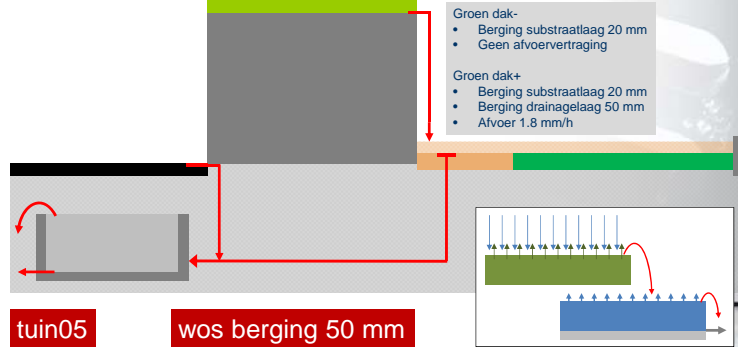 Groen dak-
• Berging substraatlaag 20 mm
• Geen afvoervertraging
Groen dak+
• Berging substraatlaag 20 mm
• Berging drainagelaag 50 mm
• Afvoer 1.8 mm/h
tuin05
wos berging 50 mm